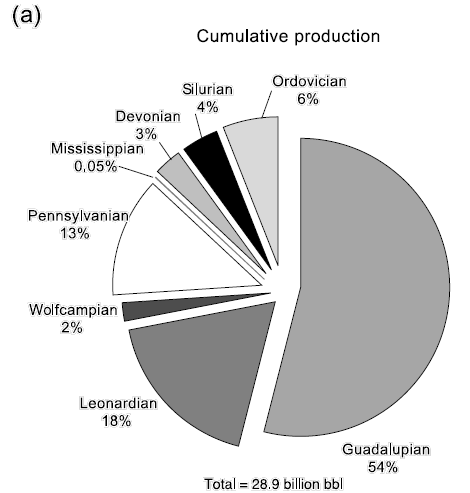 (a)
Cumulative production
Ordovician
6%
Silurian
4%
Devonian
3%
Mississippian
0,05%
Pennsylvanian
13%
Wolfcampian
2%
Leonardian
18%
Guadalupian
54%
Total = 28.9 billion bbl